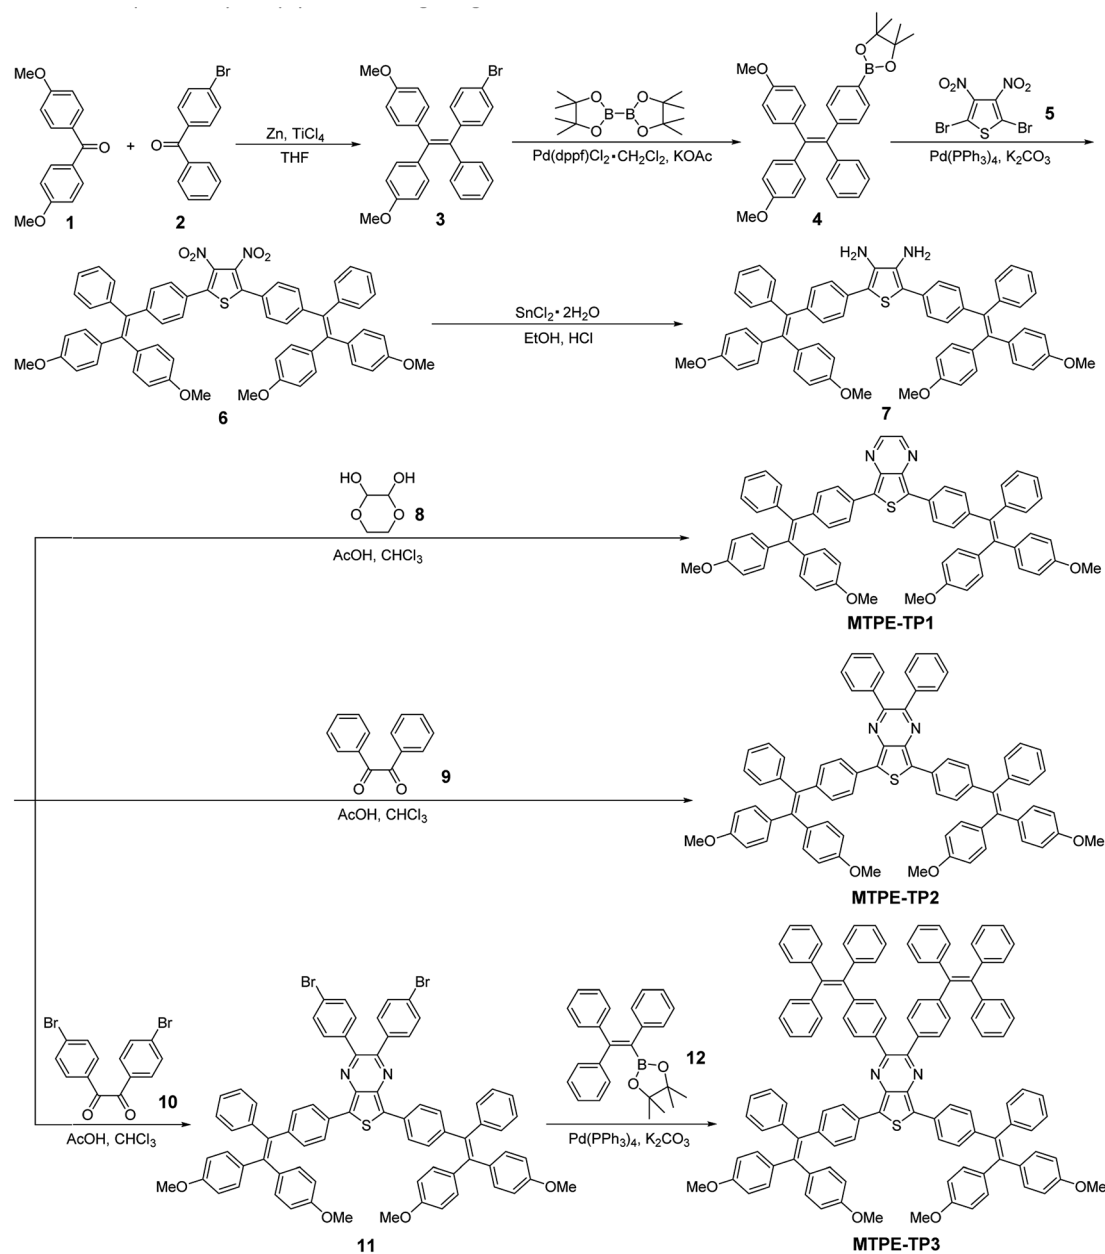 MeO
Br
O
+
O
MeO
1
2
Zn, TiCl4
THF
MeO
Br
MeO
3
O O
B–B
O O
Pd(dppf)Cl2·CH2Cl2, KOAc
O
B O
MeO
MeO
4
O2N NO2
Br S Br
5
Pd(PPh3)4, K2CO3
O2N NO2
S
MeO OMe
OMe MeO
6
SnCl2·2H2O
EtOH, HCl
H2N NH2
S
MeO OMe
OMe MeO
7
HO OH
O O
8
AcOH, CHCl3
N N
S
MeO OMe
OMe MeO
MTPE-TP1
O O
9
AcOH, CHCl3
N N
S
MeO OMe
OMe MeO
MTPE-TP2
Br Br
O O
10
AcOH, CHCl3
Br Br
N N
S
MeO OMe
OMe MeO
11
B O
O
12
Pd(PPh3)4, K2CO3
N N
S
MeO OMe
OMe MeO
MTPE-TP3